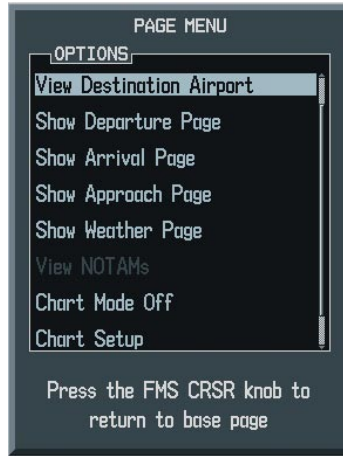 PAGE MENU
OPTIONS
View Destination Airport
Show Departure Page
Show Arrival Page
Show Approach Page
Show Weather Page
View NOTAMs
Chart Mode Off
Chart Setup
Press the FMS CRSR knob to
return to base page